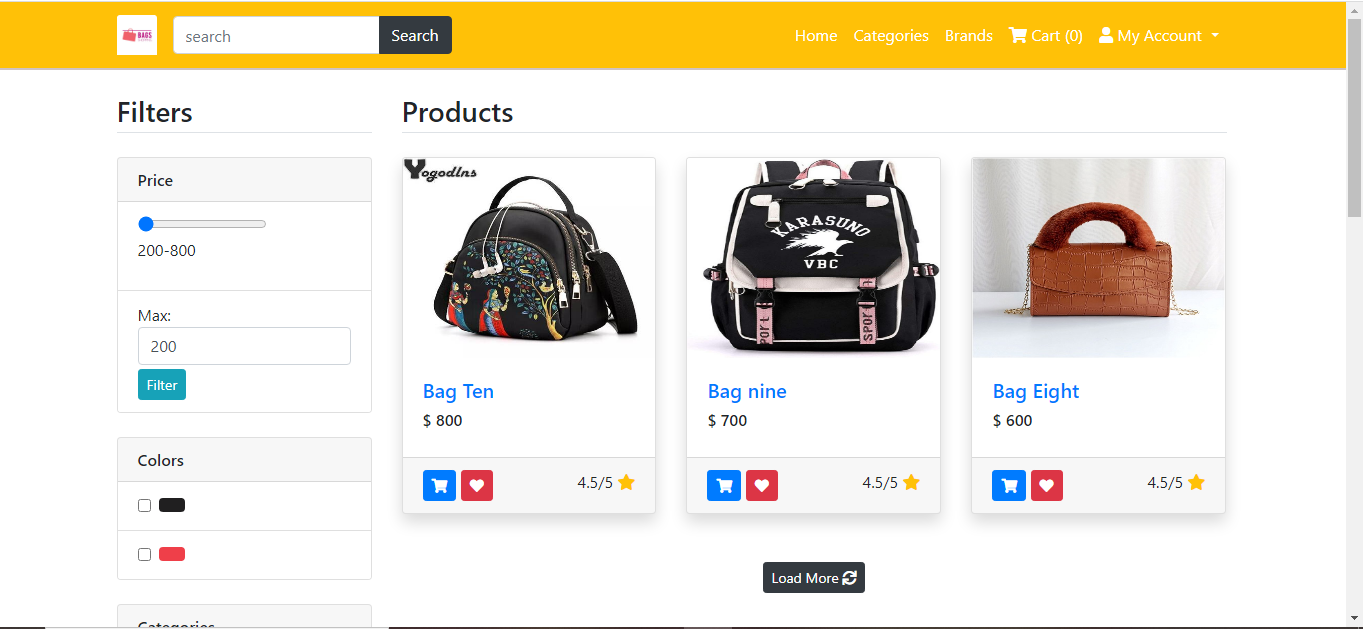 BAGS
search
Search
Home
Categories
Brands
Cart (0)
My Account
Filters
Products
Price
200-800
Max:
200
Filter
Colors
Categories
Yogodlns
KARASUNO
VBC
SPORT
SPORT
Bag Ten
$ 800
4.5/5
Bag nine
$ 700
4.5/5
Bag Eight
$ 600
4.5/5
Load More